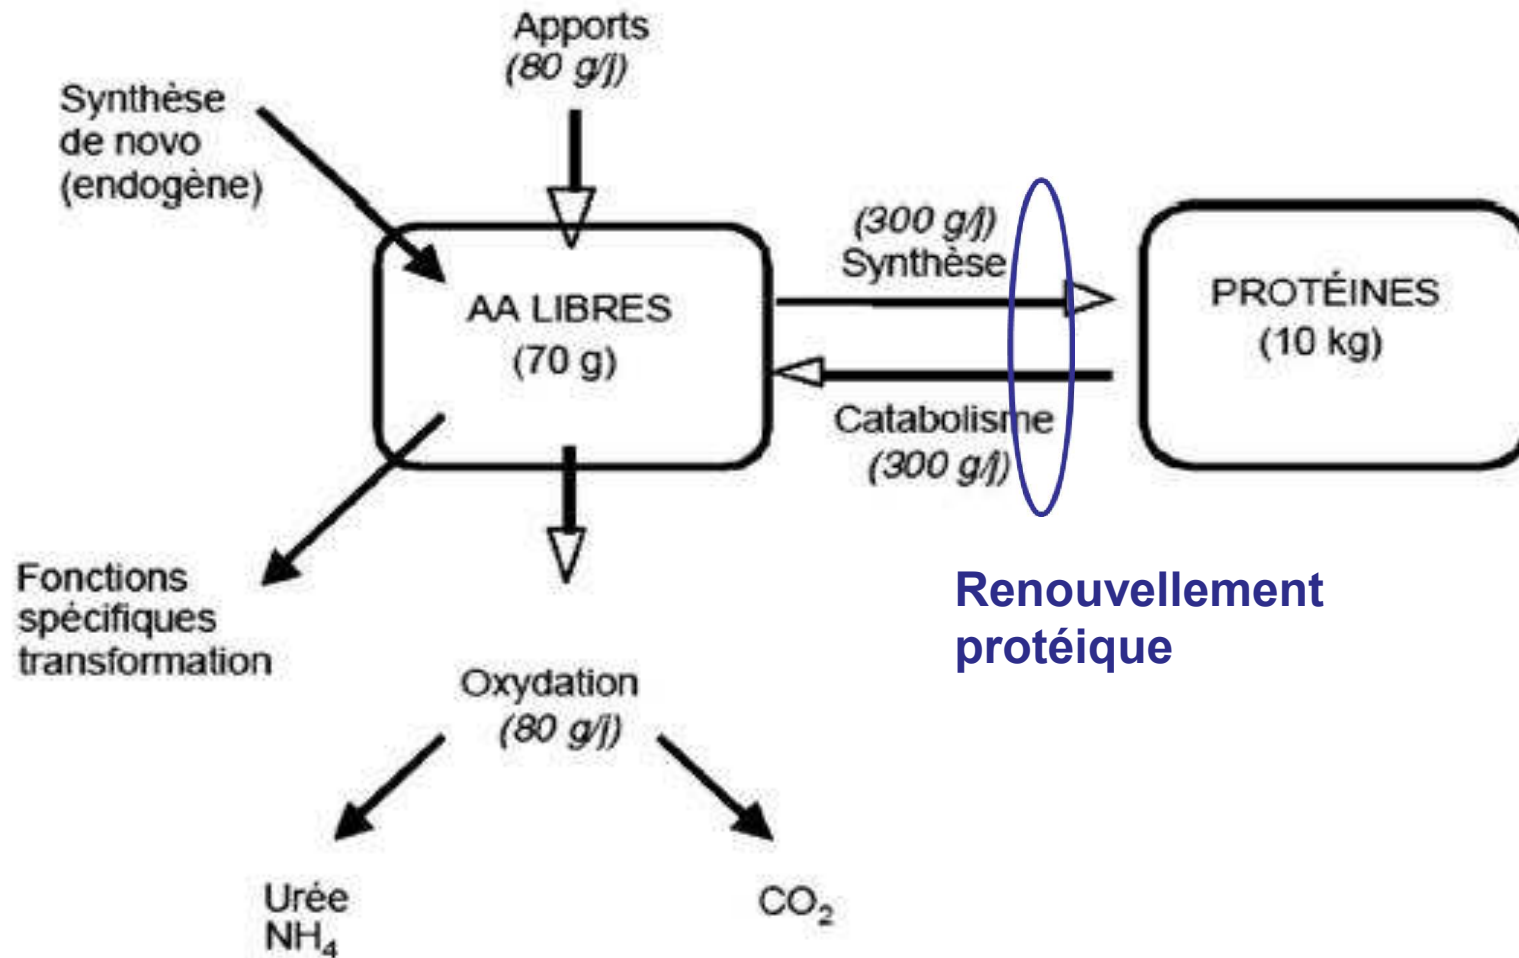 Apports
(80 g/j)
Synthèse
de novo
(endogène)
(300 g/j)
Synthèse
AA LIBRES
(70 g)
PROTÉINES
(10 kg)
Catabolisme
(300 g/j)
Fonctions
spécifiques
transformation
Renouvellement
protéique
Oxydation
(80 g/j)
Urée
NH₄
CO₂